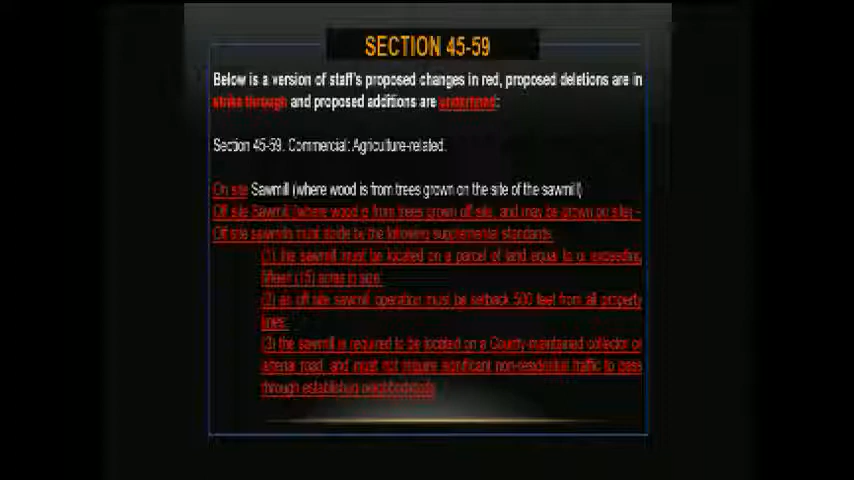 SECTION 45-59
Below is a version of staff's proposed changes in red, proposed deletions are in
strike through and proposed additions are underlined:
Section 45-59. Commercial: Agriculture-related.
On site Sawmill (where wood is from trees grown on the site of the sawmill)
Off site Sawmill (where wood is from trees grown off-site, and may be grown on site) -
Off site sawmills must abide by the following supplemental standards:
(1) the sawmill must be located on a parcel of land equal to or exceeding
fifteen (15) acres in size;
(2) as off site sawmill operation must be setback 500 feet from all property
lines;
(3) the sawmill is required to be located on a County-maintained collector or
arterial road, and must not require significant non-residential traffic to pass
through established neighborhoods.